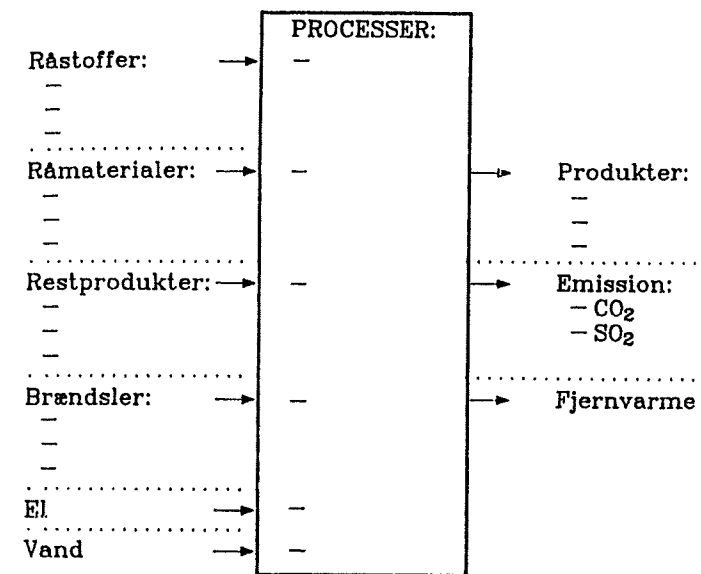 PROCESSER:
Råstoffer:
–
–
–
–
Råmaterialer:
–
–
–
–
Produkter:
–
–
–
Restprodukter:
–
–
–
–
Emission:
– CO₂
– SO₂
Brændsler:
–
–
–
–
Fjernvarme
El
–
Vand
–